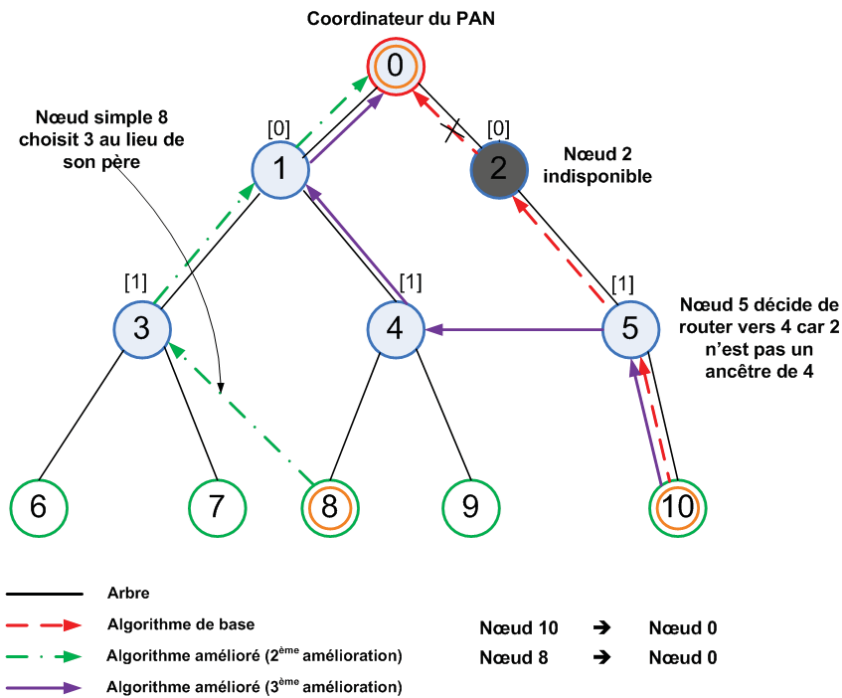 Coordinateur du PAN
0
Nœud simple 8
choisit 3 au lieu de
son père
[0]
[0]
1
2
Nœud 2
indisponible
[1]
[1]
[1]
3
4
5
Nœud 5 décide de
router vers 4 car 2
n'est pas un
ancêtre de 4
6
7
8
9
10
Arbre
Algorithme de base
Algorithme amélioré (2ème amélioration)
Algorithme amélioré (3ème amélioration)
Nœud 10 ➔ Nœud 0
Nœud 8 ➔ Nœud 0